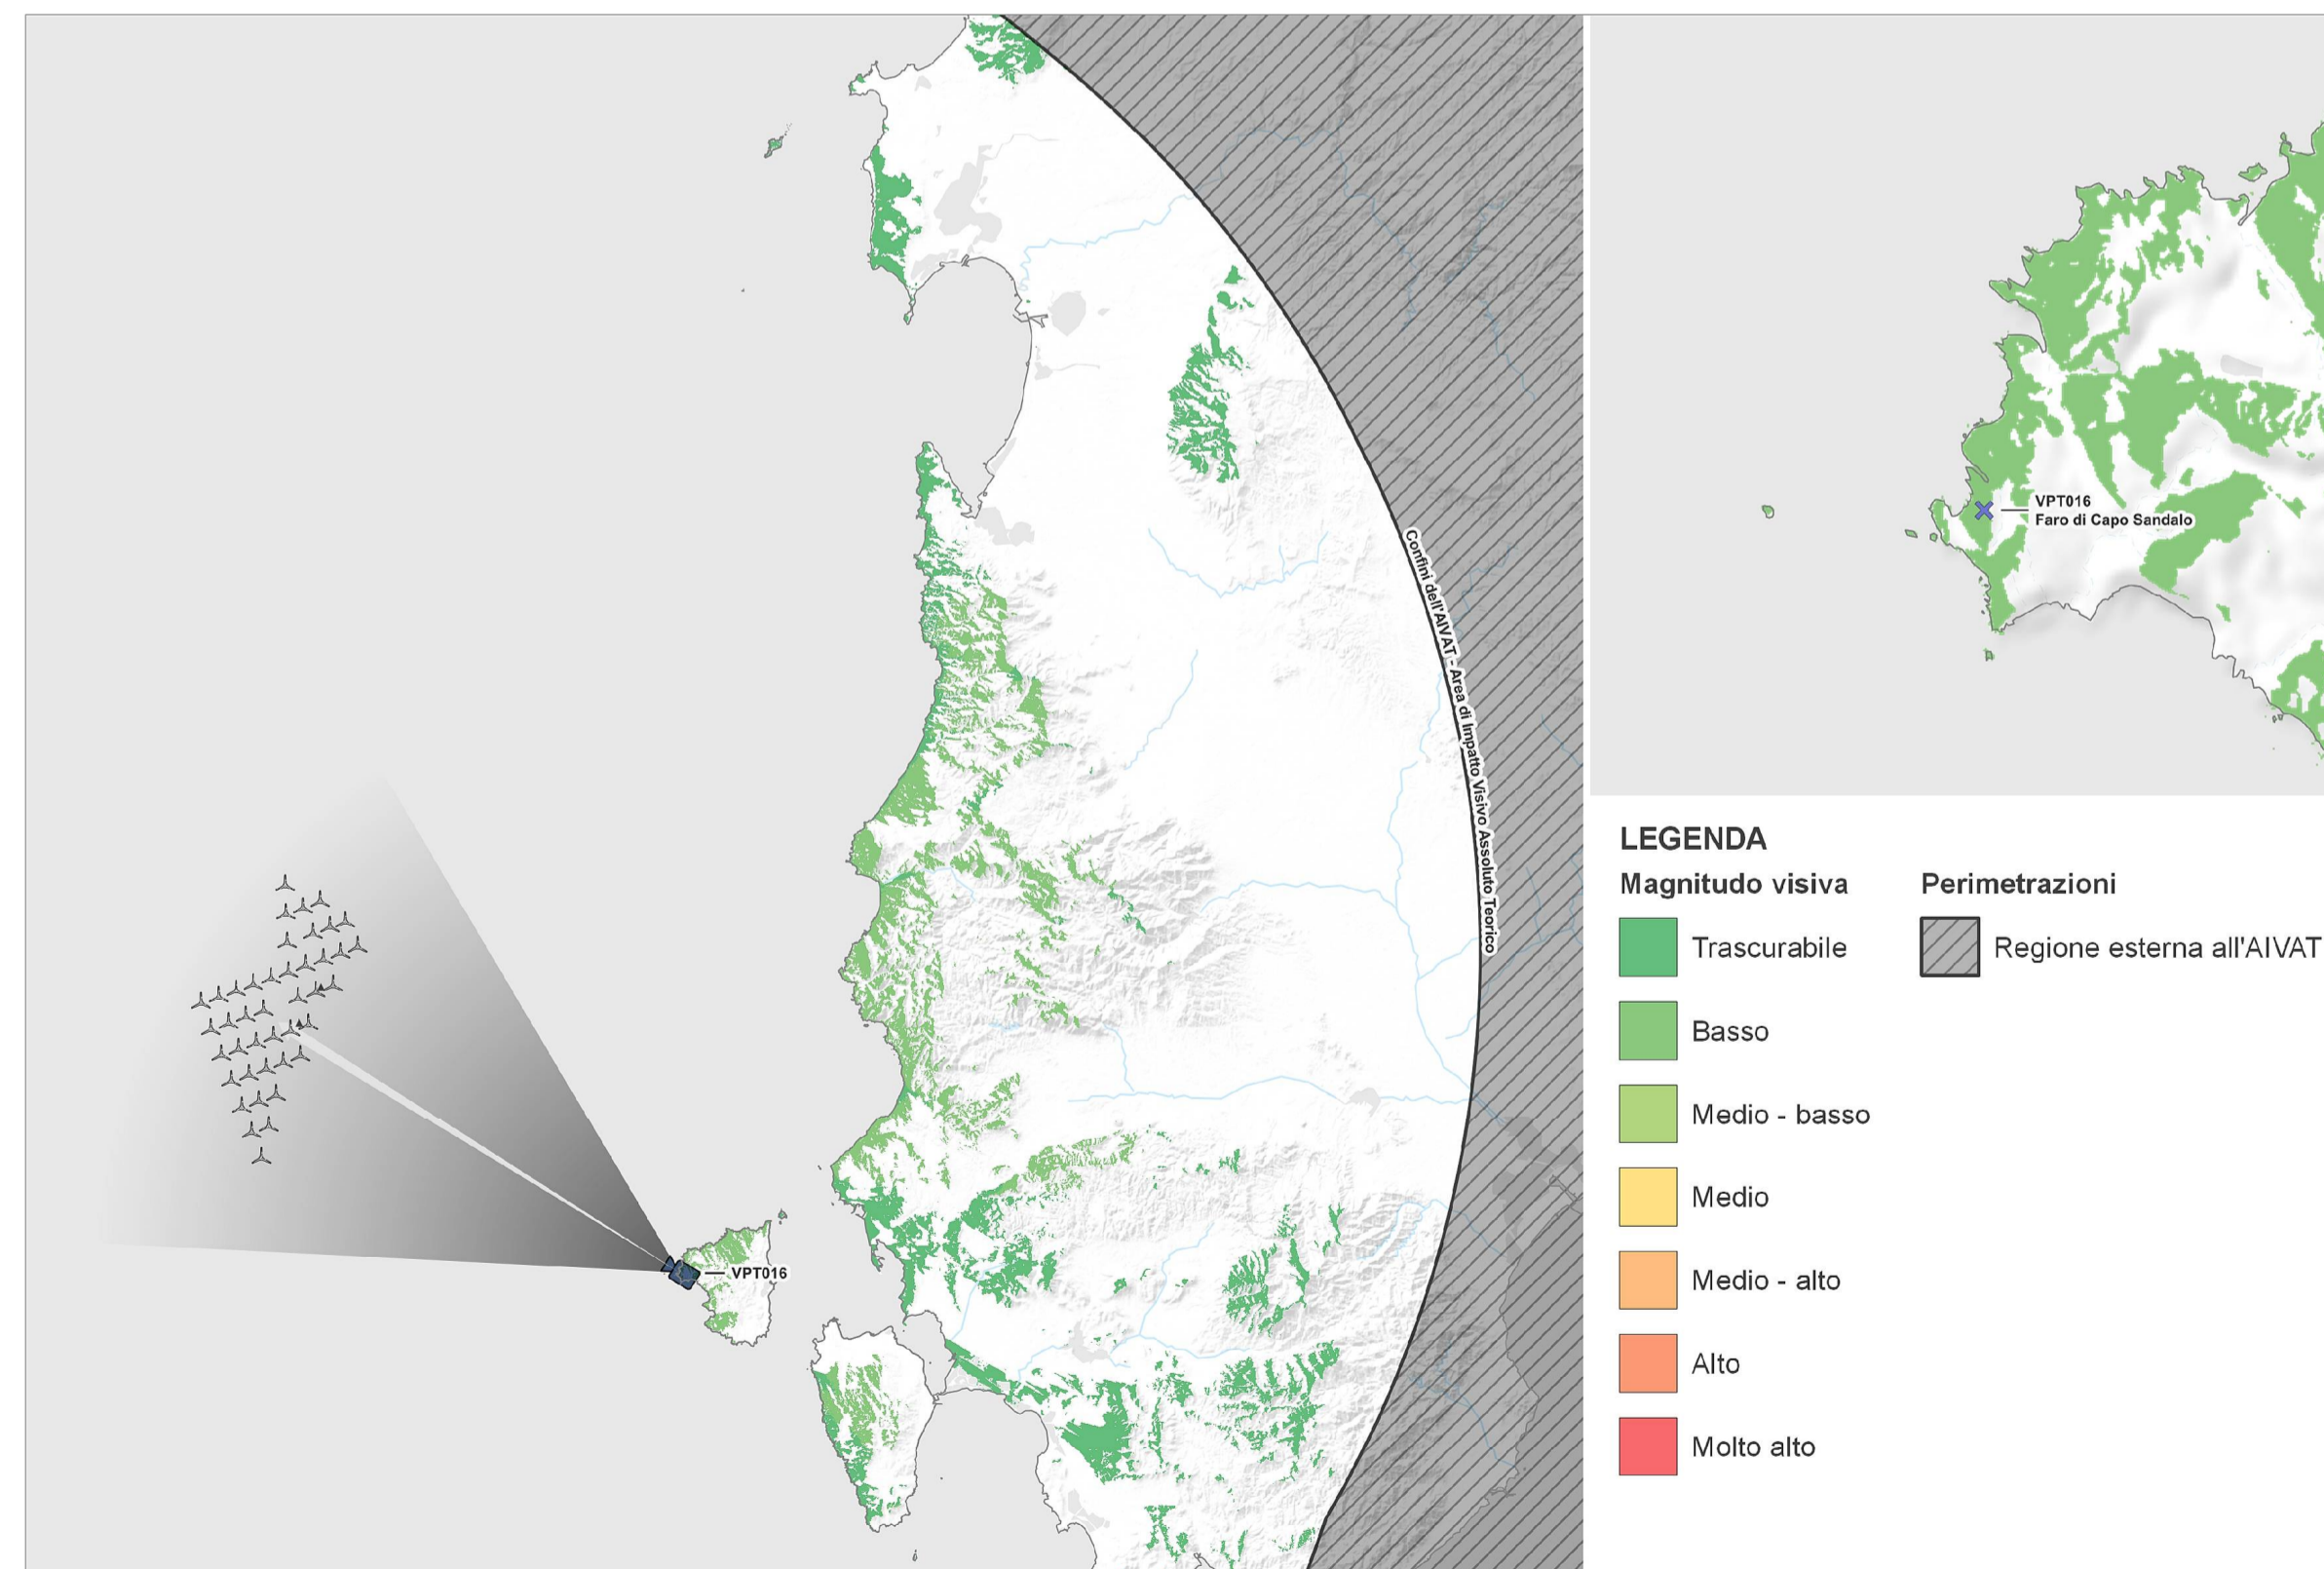 Confini dell'AIVAT - Area di Impatto Visivo Assoluto Teorico
VPT016
VPT016
Faro di Capo Sandalo
LEGENDA
Magnitudo visiva
Trascurabile
Basso
Medio - basso
Medio
Medio - alto
Alto
Molto alto
Perimetrazioni
Regione esterna all'AIVAT